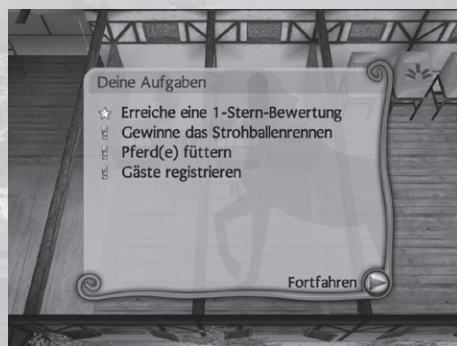 Deine Aufgaben
Erreiche eine 1-Stern-Bewertung
Gewinne das Strohballenrennen
Pferd(e) füttern
Gäste registrieren
Fortfahren